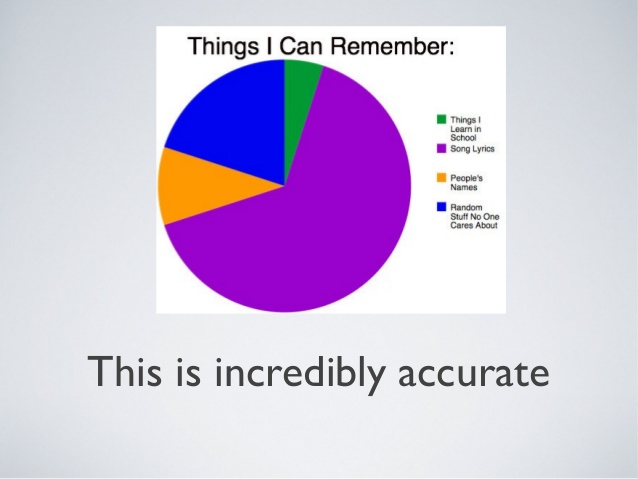 Things I Can Remember:
Things I
Learn in
School
Song Lyrics
People's
Names
Random
Stuff No One
Cares About
This is incredibly accurate